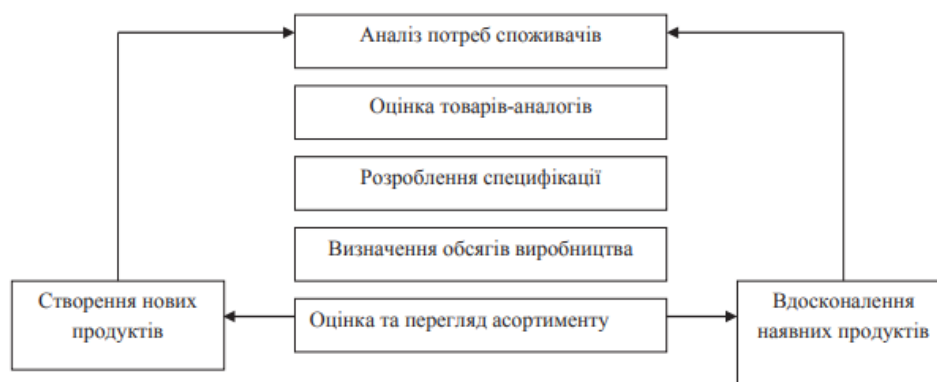 Аналіз потреб споживачів
Оцінка товарів-аналогів
Розроблення специфікації
Визначення обсягів виробництва
Створення нових
продуктів
Оцінка та перегляд асортименту
Вдосконалення
наявних продуктів